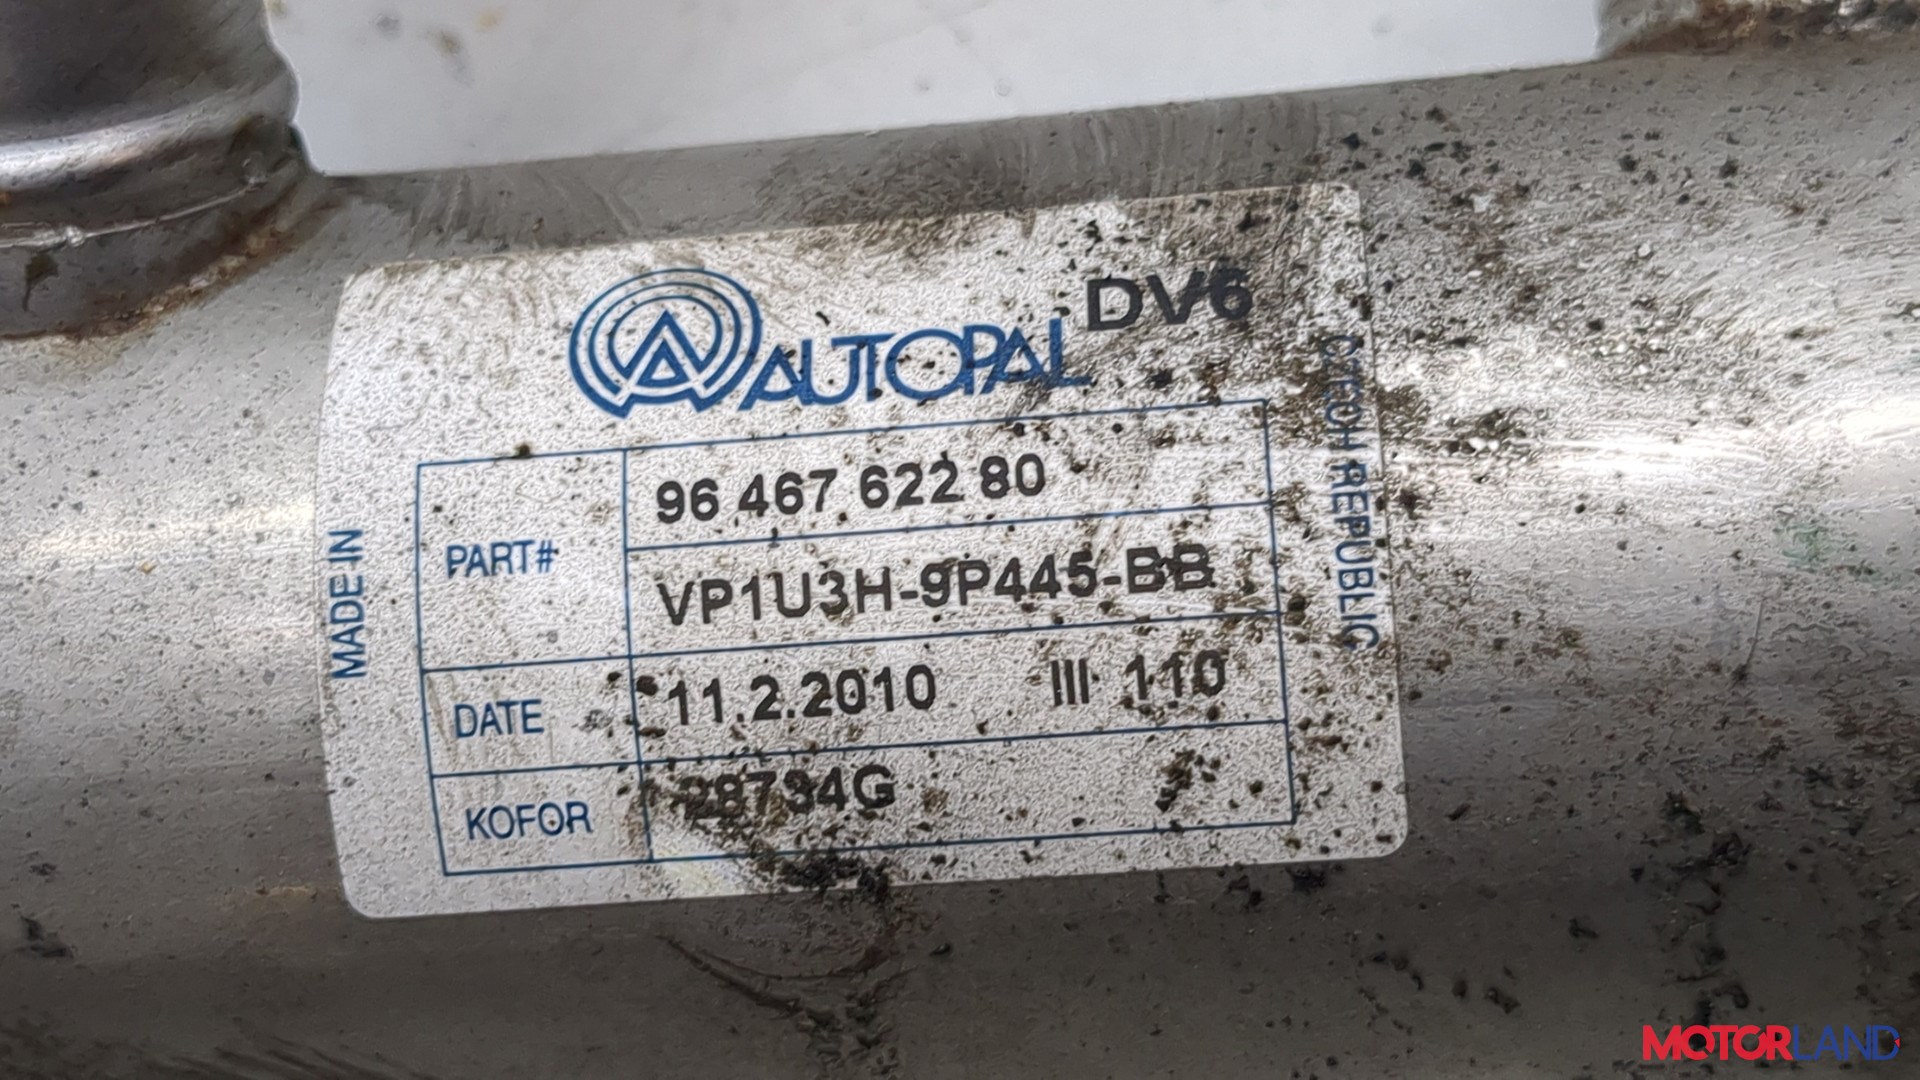 AUTOPAL DV6
MADE IN
PART#
96 467 622 80
VP1U3H-9P445-BB
DATE
11.2.2010 III 110
KOFOR
28734G
CZECH REPUBLIC
MOTORLAND